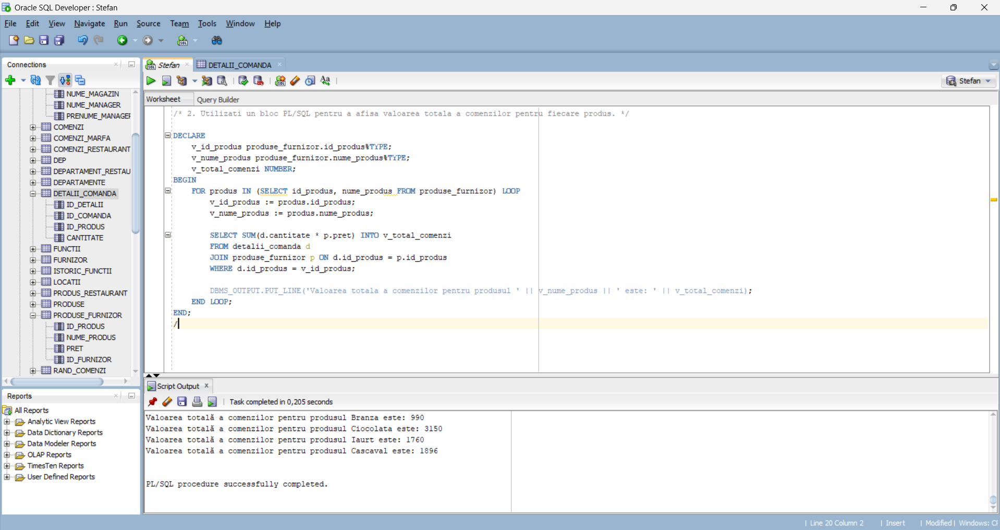 Oracle SQL Developer : Stefan
File Edit View Navigate Run Source Team Tools Window Help
Connections
NUME_MAGAZIN
NUME_MANAGER
PRENUME_MANAGER
COMENZI
COMENZI_MARFA
COMENZI_RESTAURANT
DEP
DEPARTAMENT_RESTAU
DEPARTAMENTE
DETALII_COMANDA
ID_DETALII
ID_COMANDA
ID_PRODUS
CANTITATE
FUNCTII
FURNIZOR
ISTORIC_FUNCTII
LOCATII
PRODUS_RESTAURANT
PRODUSE
PRODUSE_FURNIZOR
ID_PRODUS
NUME_PRODUS
PRET
ID_FURNIZOR
RAND_COMENZI
Reports
All Reports
Analytic View Reports
Data Dictionary Reports
Data Modeler Reports
OLAP Reports
TimesTen Reports
User Defined Reports
Stefan DETALII_COMANDA
Stefan
Worksheet Query Builder
/* 2. Utilizati un bloc PL/SQL pentru a afisa valoarea totala a comenzilor pentru fiecare produs. */
DECLARE
v_id_produs produse_furnizor.id_produs%TYPE;
v_nume_produs produse_furnizor.nume_produs%TYPE;
v_total_comenzi NUMBER;
BEGIN
FOR produs IN (SELECT id_produs, nume_produs FROM produse_furnizor) LOOP
v_id_produs := produs.id_produs;
v_nume_produs := produs.nume_produs;
SELECT SUM(d.cantitate * p.pret) INTO v_total_comenzi
FROM detalii_comanda d
JOIN produse_furnizor p ON d.id_produs = p.id_produs
WHERE d.id_produs = v_id_produs;
DBMS_OUTPUT.PUT_LINE('Valoarea totala a comenzilor pentru produsul ' || v_nume_produs || ' este: ' || v_total_comenzi);
END LOOP;
END;
/
Script Output
Task completed in 0,205 seconds
Valoarea totală a comenzilor pentru produsul Branza este: 990
Valoarea totală a comenzilor pentru produsul Ciocolata este: 3150
Valoarea totală a comenzilor pentru produsul Iaurt este: 1760
Valoarea totală a comenzilor pentru produsul Cascaval este: 1896
PL/SQL procedure successfully completed.
| Line 20 Column 2 | Insert | Modified | Windows: C